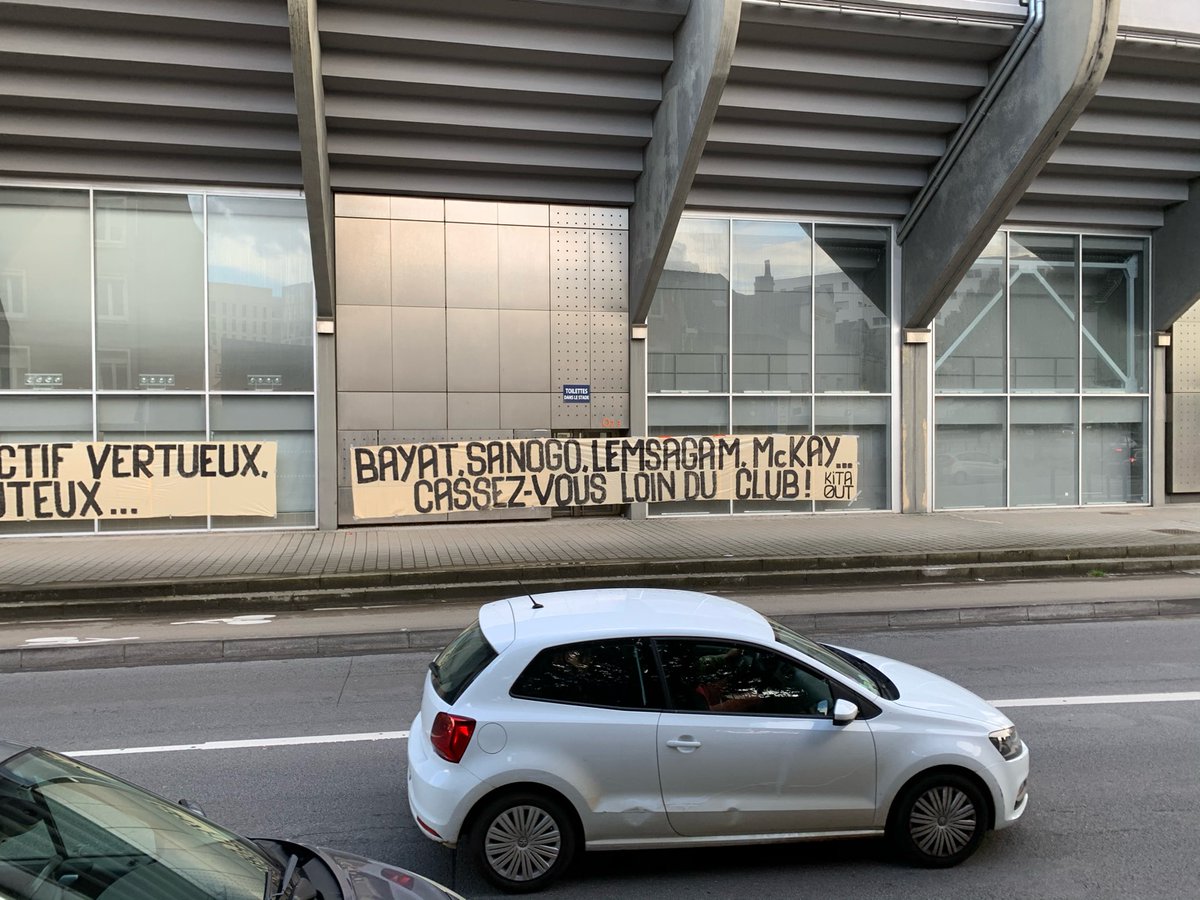 TOILETTES
DANS LE STADE
CTIF VERTUEUX,
UTEUX...
BAYAT, SANOGO, LEMSAGAM, McKAY...
CASSEZ-VOUS LOIN DU CLUB!
KITA
OUT